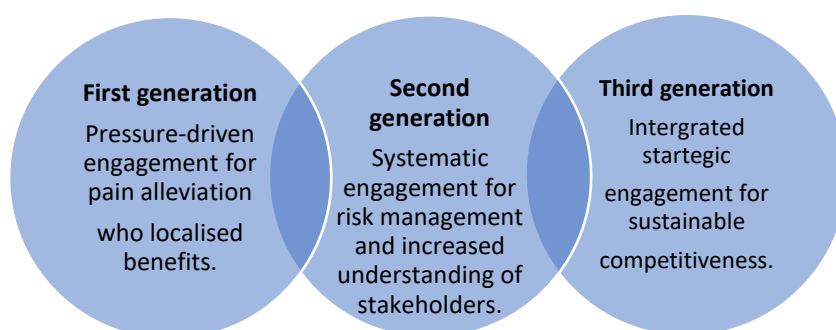 First generation
Pressure-driven
engagement for
pain alleviation
who localised
benefits.
Second
generation
Systematic
engagement for
risk management
and increased
understanding of
stakeholders.
Third generation
Intergrated
startegic
engagement for
sustainable
competitiveness.